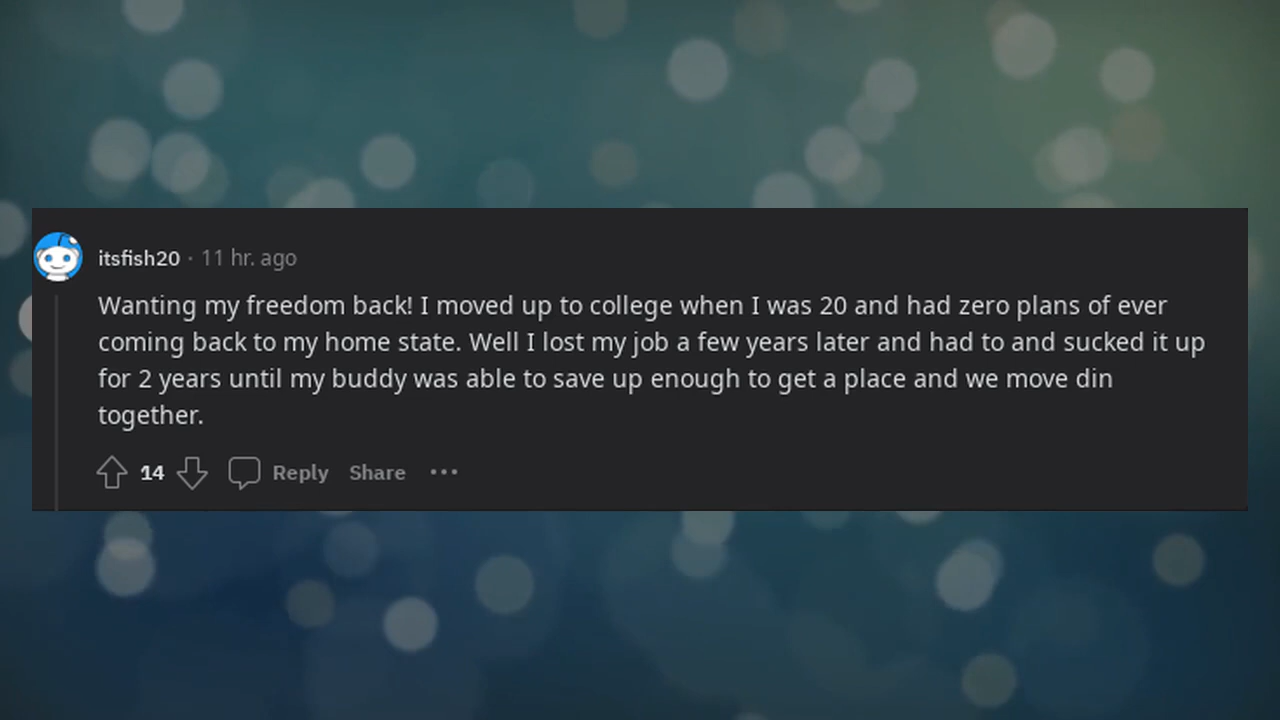 itsfish20 · 11 hr. ago
Wanting my freedom back! I moved up to college when I was 20 and had zero plans of ever
coming back to my home state. Well I lost my job a few years later and had to and sucked it up
for 2 years until my buddy was able to save up enough to get a place and we move din
together.
14 Reply Share ...